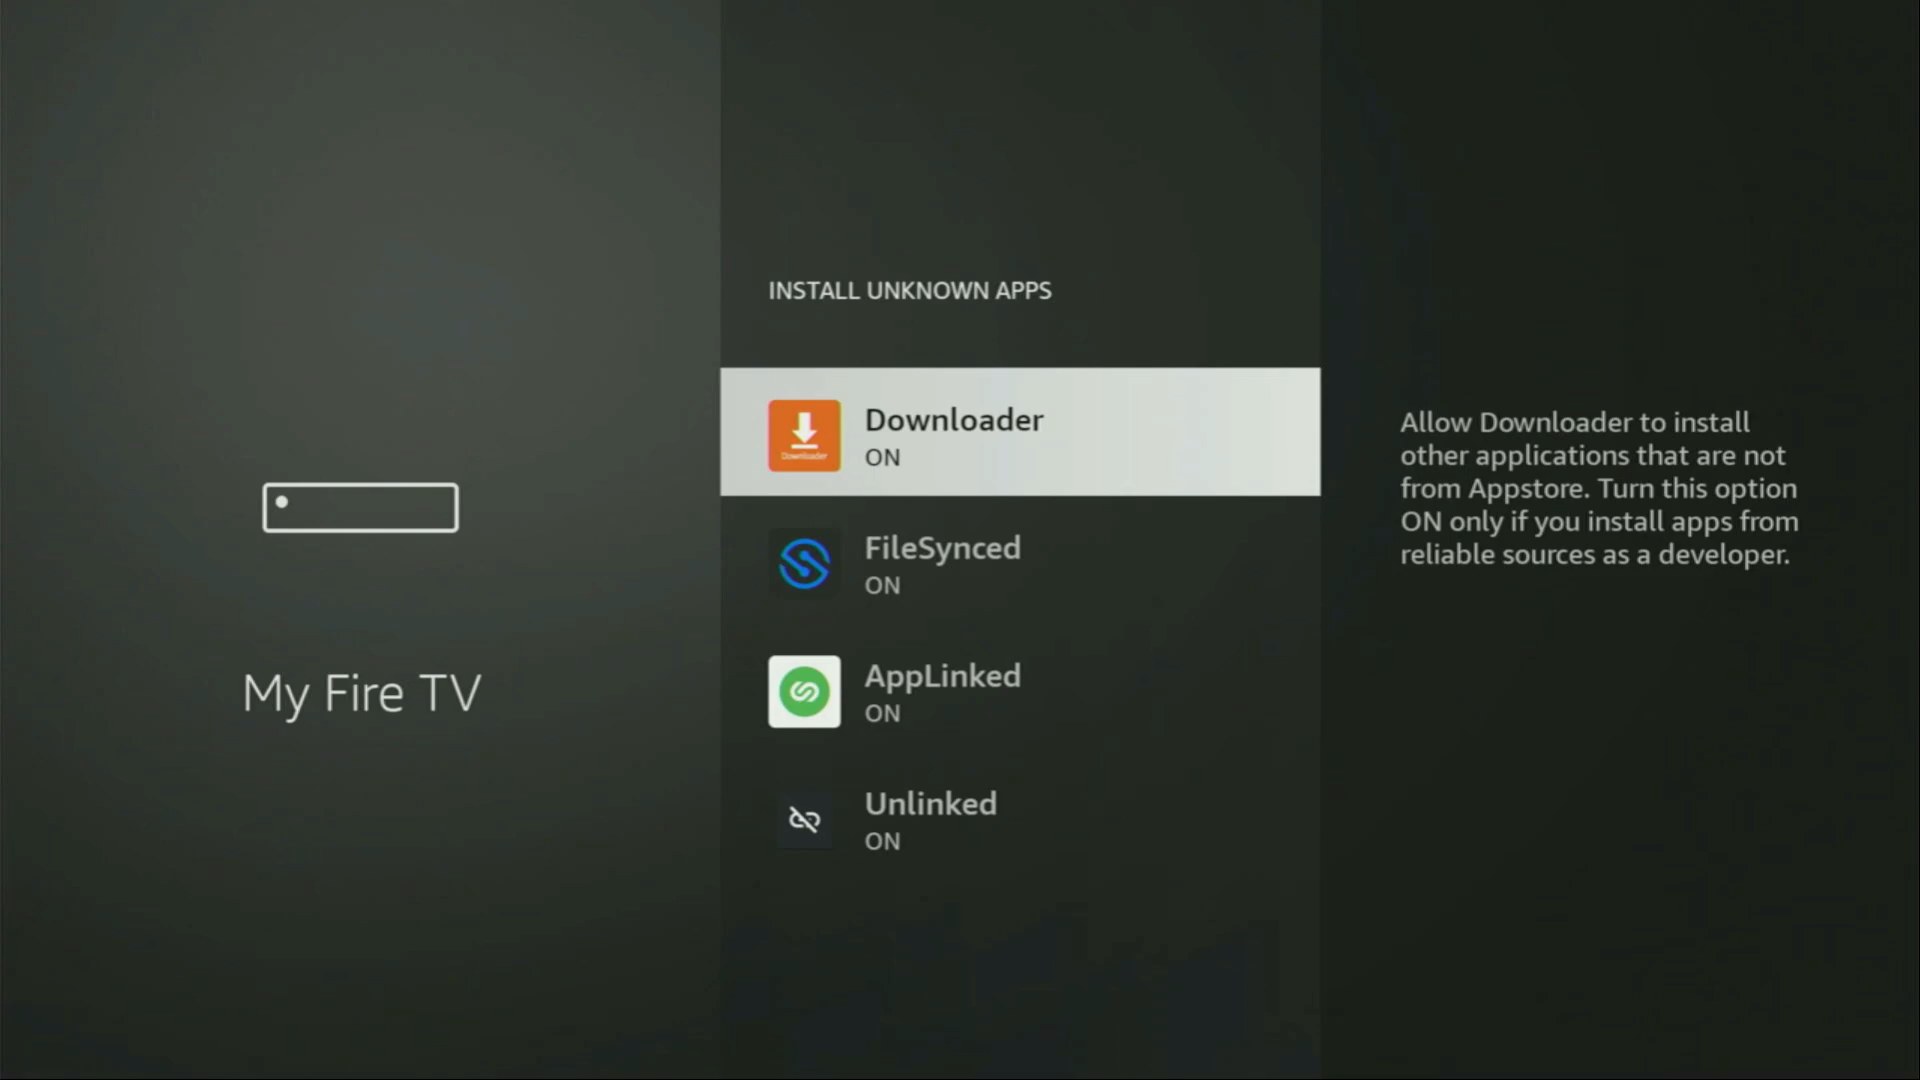 INSTALL UNKNOWN APPS
Downloader
ON
Downloader
FileSynced
ON
AppLinked
ON
Unlinked
ON
My Fire TV
Allow Downloader to install
other applications that are not
from Appstore. Turn this option
ON only if you install apps from
reliable sources as a developer.